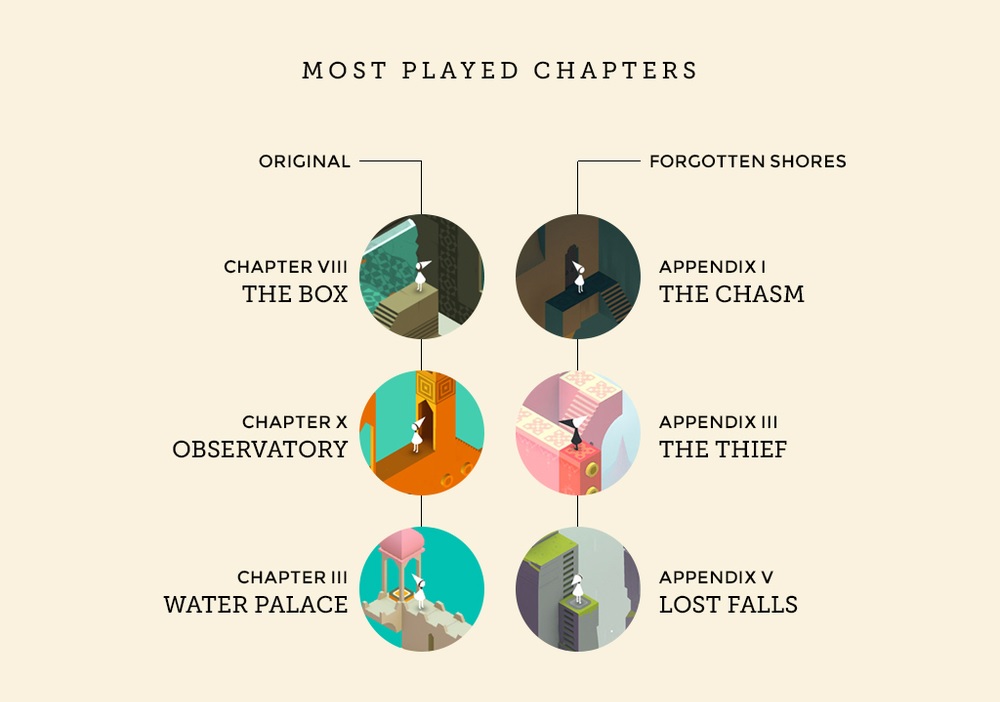 MOST PLAYED CHAPTERS
ORIGINAL
CHAPTER VIII
THE BOX
CHAPTER X
OBSERVATORY
CHAPTER III
WATER PALACE
FORGOTTEN SHORES
APPENDIX I
THE CHASM
APPENDIX III
THE THIEF
APPENDIX V
LOST FALLS